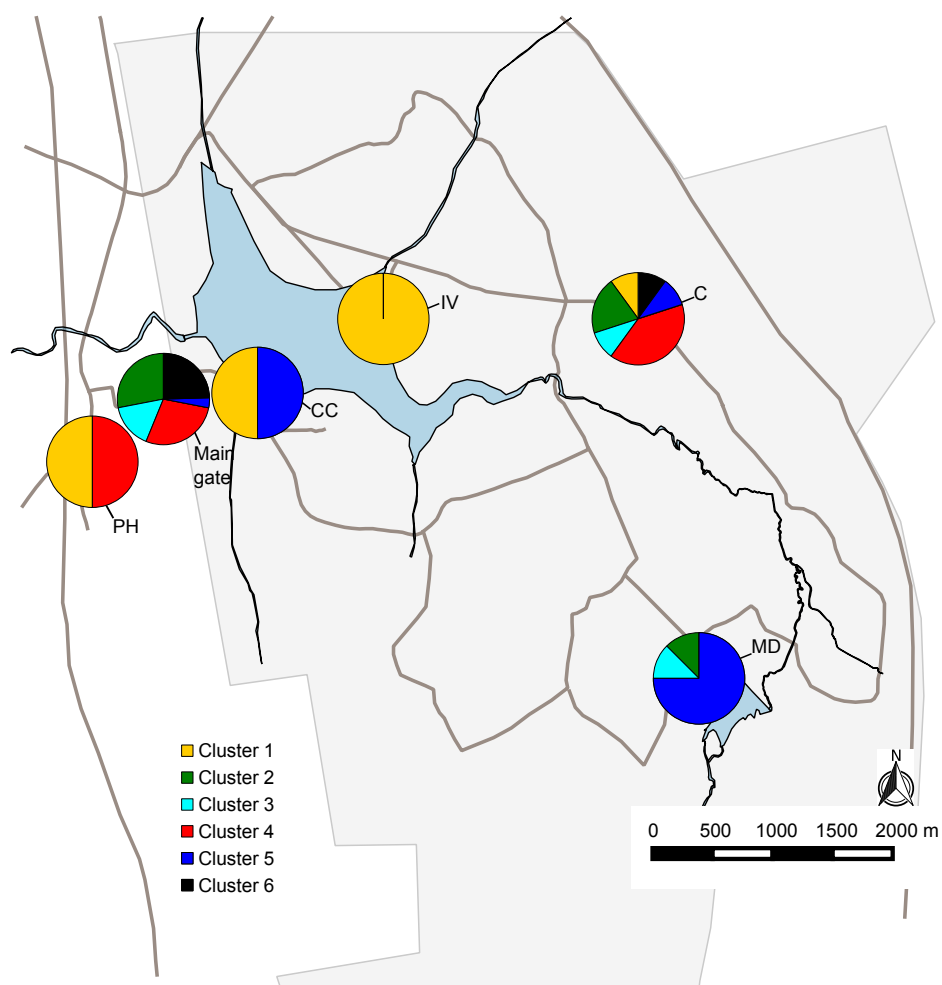 IV
C
CC
Main
gate
PH
MD
Cluster 1
Cluster 2
Cluster 3
Cluster 4
Cluster 5
Cluster 6
N
0 500 1000 1500 2000 m